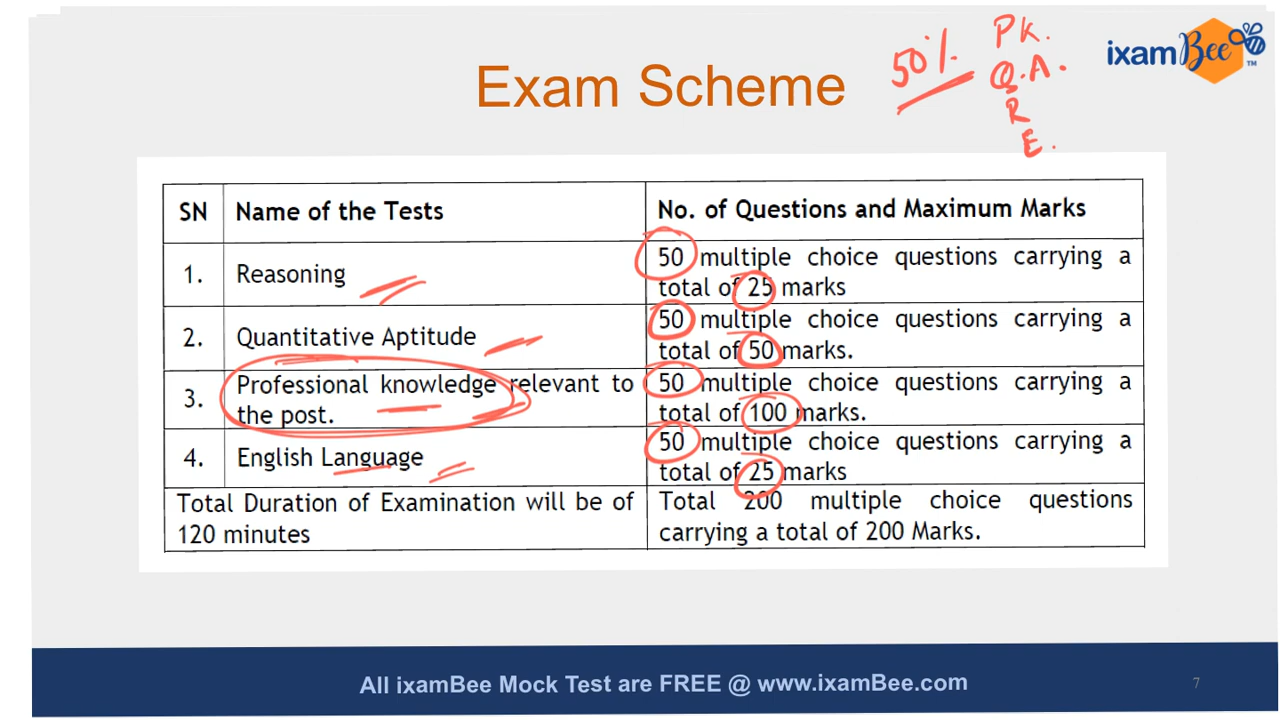 50% PK.
Q.A.
R
E.
ixamBee™
Exam Scheme
SN Name of the Tests No. of Questions and Maximum Marks
1. Reasoning 50 multiple choice questions carrying a
total of 25 marks
2. Quantitative Aptitude 50 multiple choice questions carrying a
total of 50 marks.
3. Professional knowledge relevant to
the post. 50 multiple choice questions carrying a
total of 100 marks.
4. English Language 50 multiple choice questions carrying a
total of 25 marks
Total Duration of Examination will be of
120 minutes
Total 200 multiple choice questions
carrying a total of 200 Marks.
All ixamBee Mock Test are FREE @ www.ixamBee.com
7